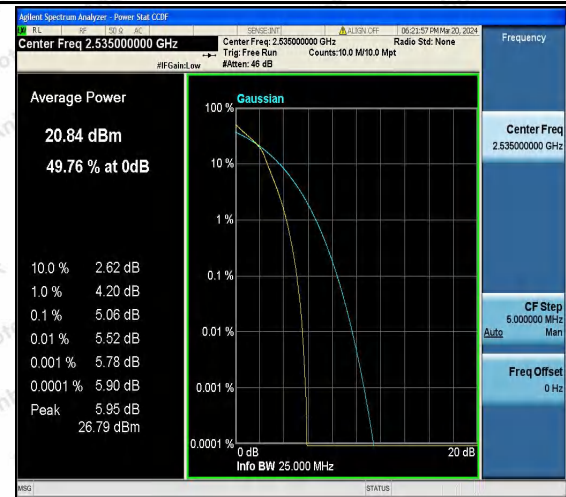 Agilent Spectrum Analyzer - Power Stat CCDF
RL RF 50 Ω AC SENSE:INT ALIGN OFF 06:21:57 PM Mar 20, 2024
Center Freq 2.535000000 GHz
Center Freq: 2.535000000 GHz Radio Std: None
Trig: Free Run Counts:10.0 M/10.0 Mpt
#IFGain:Low #Atten: 46 dB
Frequency
Average Power
20.84 dBm
49.76 % at 0dB
10.0 % 2.62 dB
1.0 % 4.20 dB
0.1 % 5.06 dB
0.01 % 5.52 dB
0.001 % 5.78 dB
0.0001 % 5.90 dB
Peak 5.95 dB
26.79 dBm
Gaussian
100 %
10 %
1 %
0.1 %
0.01 %
0.001 %
0.0001 %
0 dB 20 dB
Info BW 25.000 MHz
Center Freq
2.535000000 GHz
CF Step
5.000000 MHz
Auto Man
Freq Offset
0 Hz
MSG STATUS